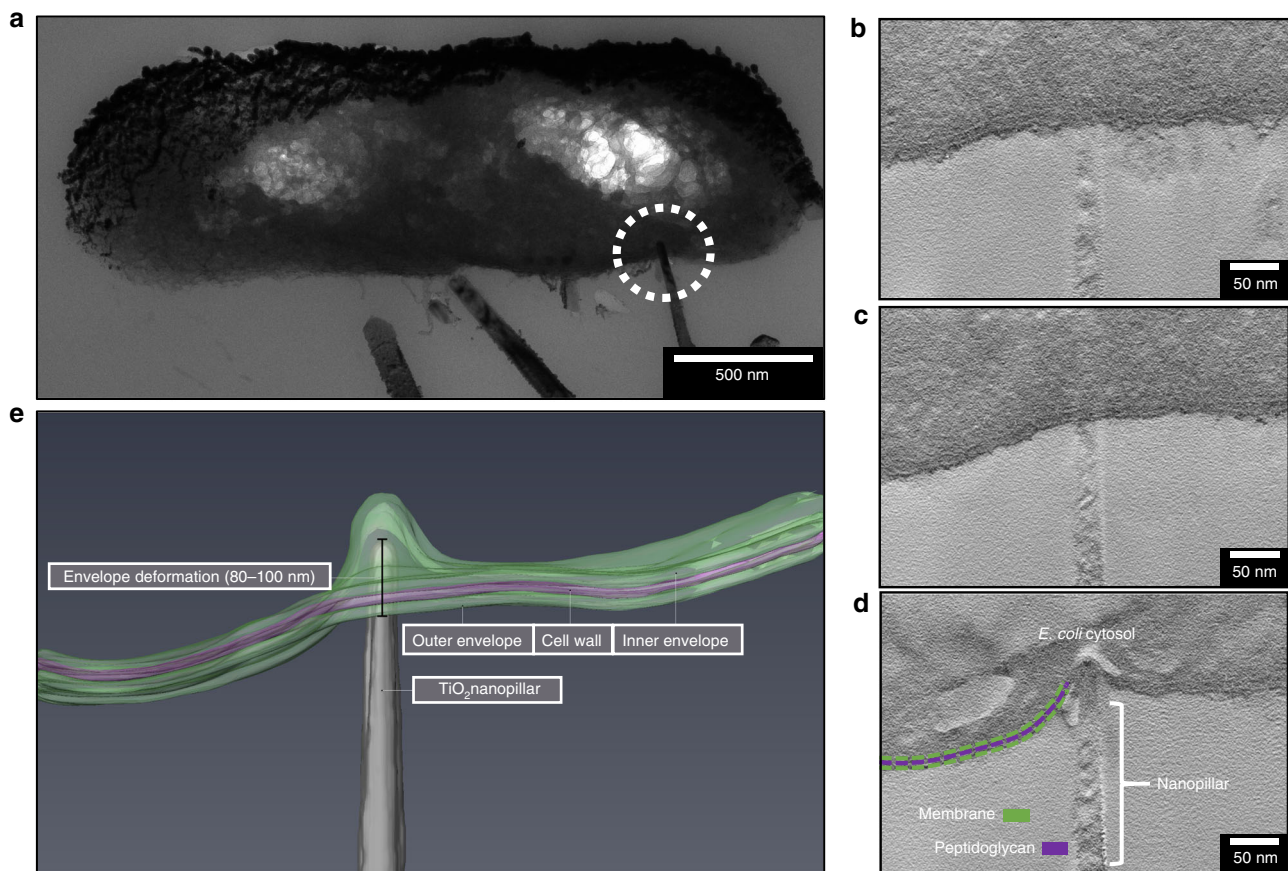 a
500 nm
b
50 nm
c
50 nm
d
E. coli cytosol
Nanopillar
Membrane
Peptidoglycan
50 nm
e
Envelope deformation (80–100 nm)
Outer envelope
Cell wall
Inner envelope
TiO₂nanopillar